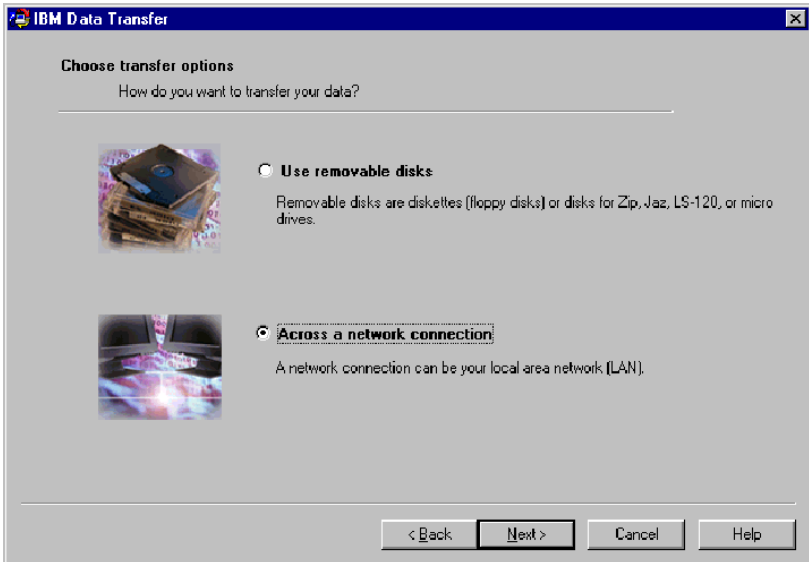 IBM Data Transfer
Choose transfer options
How do you want to transfer your data?
Use removable disks
Removable disks are diskettes (floppy disks) or disks for Zip, Jaz, LS-120, or micro
drives.
Across a network connection
A network connection can be your local area network (LAN).
< Back
Next >
Cancel
Help